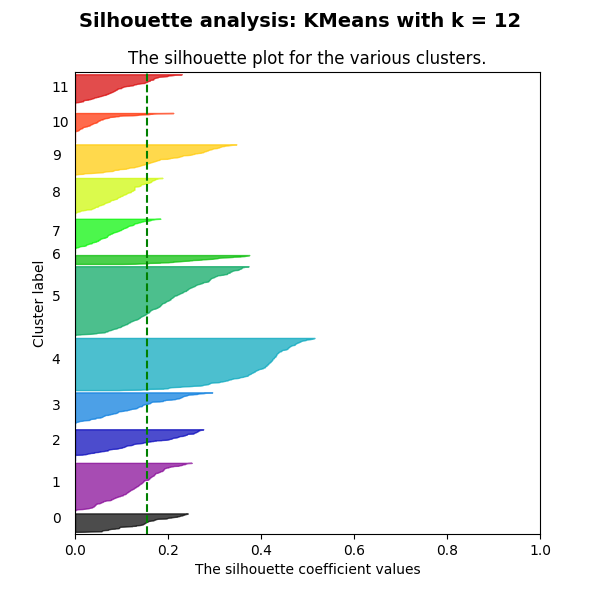 Silhouette analysis: KMeans with k = 12
The silhouette plot for the various clusters.
11
10
9
8
7
6
5
4
3
2
1
0
Cluster label
0.0 0.2 0.4 0.6 0.8 1.0
The silhouette coefficient values